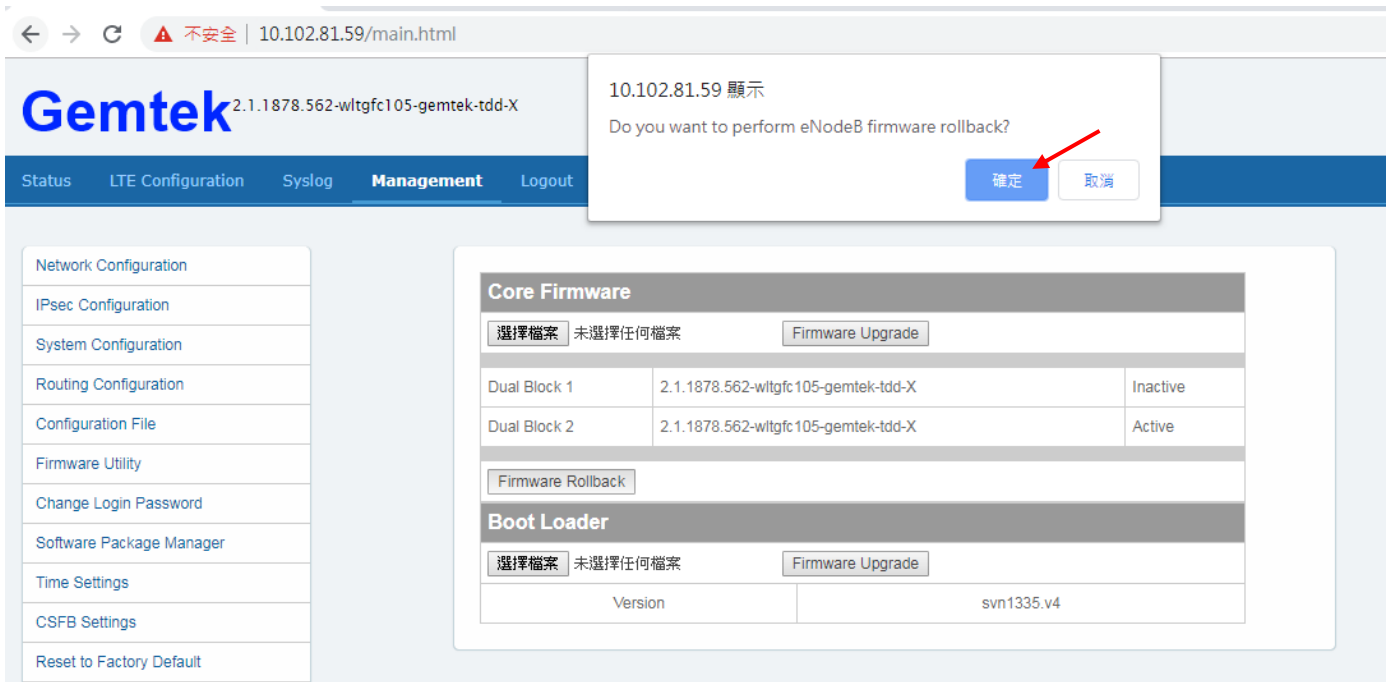 不安全 | 10.102.81.59/main.html
Gemtek 2.1.1878.562-wltgfc105-gemtek-tdd-X
10.102.81.59 顯示
Do you want to perform eNodeB firmware rollback?
確定 取消
Status LTE Configuration Syslog Management Logout
Network Configuration
IPsec Configuration
System Configuration
Routing Configuration
Configuration File
Firmware Utility
Change Login Password
Software Package Manager
Time Settings
CSFB Settings
Reset to Factory Default
Core Firmware
選擇檔案 未選擇任何檔案 Firmware Upgrade
Dual Block 1 2.1.1878.562-wltgfc105-gemtek-tdd-X Inactive
Dual Block 2 2.1.1878.562-wltgfc105-gemtek-tdd-X Active
Firmware Rollback
Boot Loader
選擇檔案 未選擇任何檔案 Firmware Upgrade
Version svn1335.v4